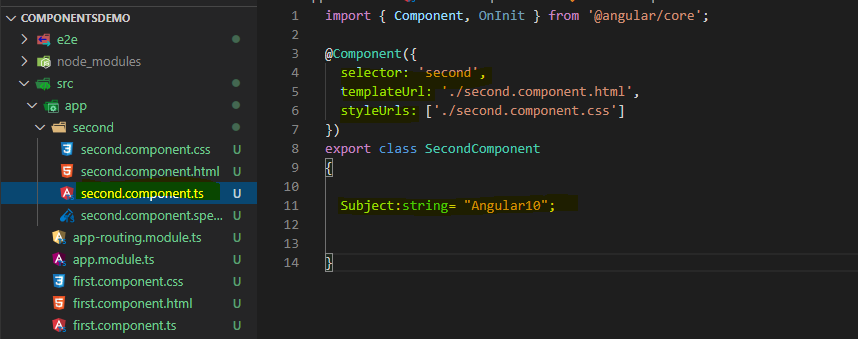 COMPONENTSDEMO
e2e
node_modules
src
app
second
second.component.css U
second.component.html U
second.component.ts U
second.component.spe... U
app-routing.module.ts U
app.module.ts U
first.component.css U
first.component.html U
first.component.ts U
1 import { Component, OnInit } from '@angular/core';
2
3 @Component({
4 selector: 'second',
5 templateUrl: './second.component.html',
6 styleUrls: ['./second.component.css']
7 })
8 export class SecondComponent
9 {
10
11 Subject:string= "Angular10";
12
13
14 }